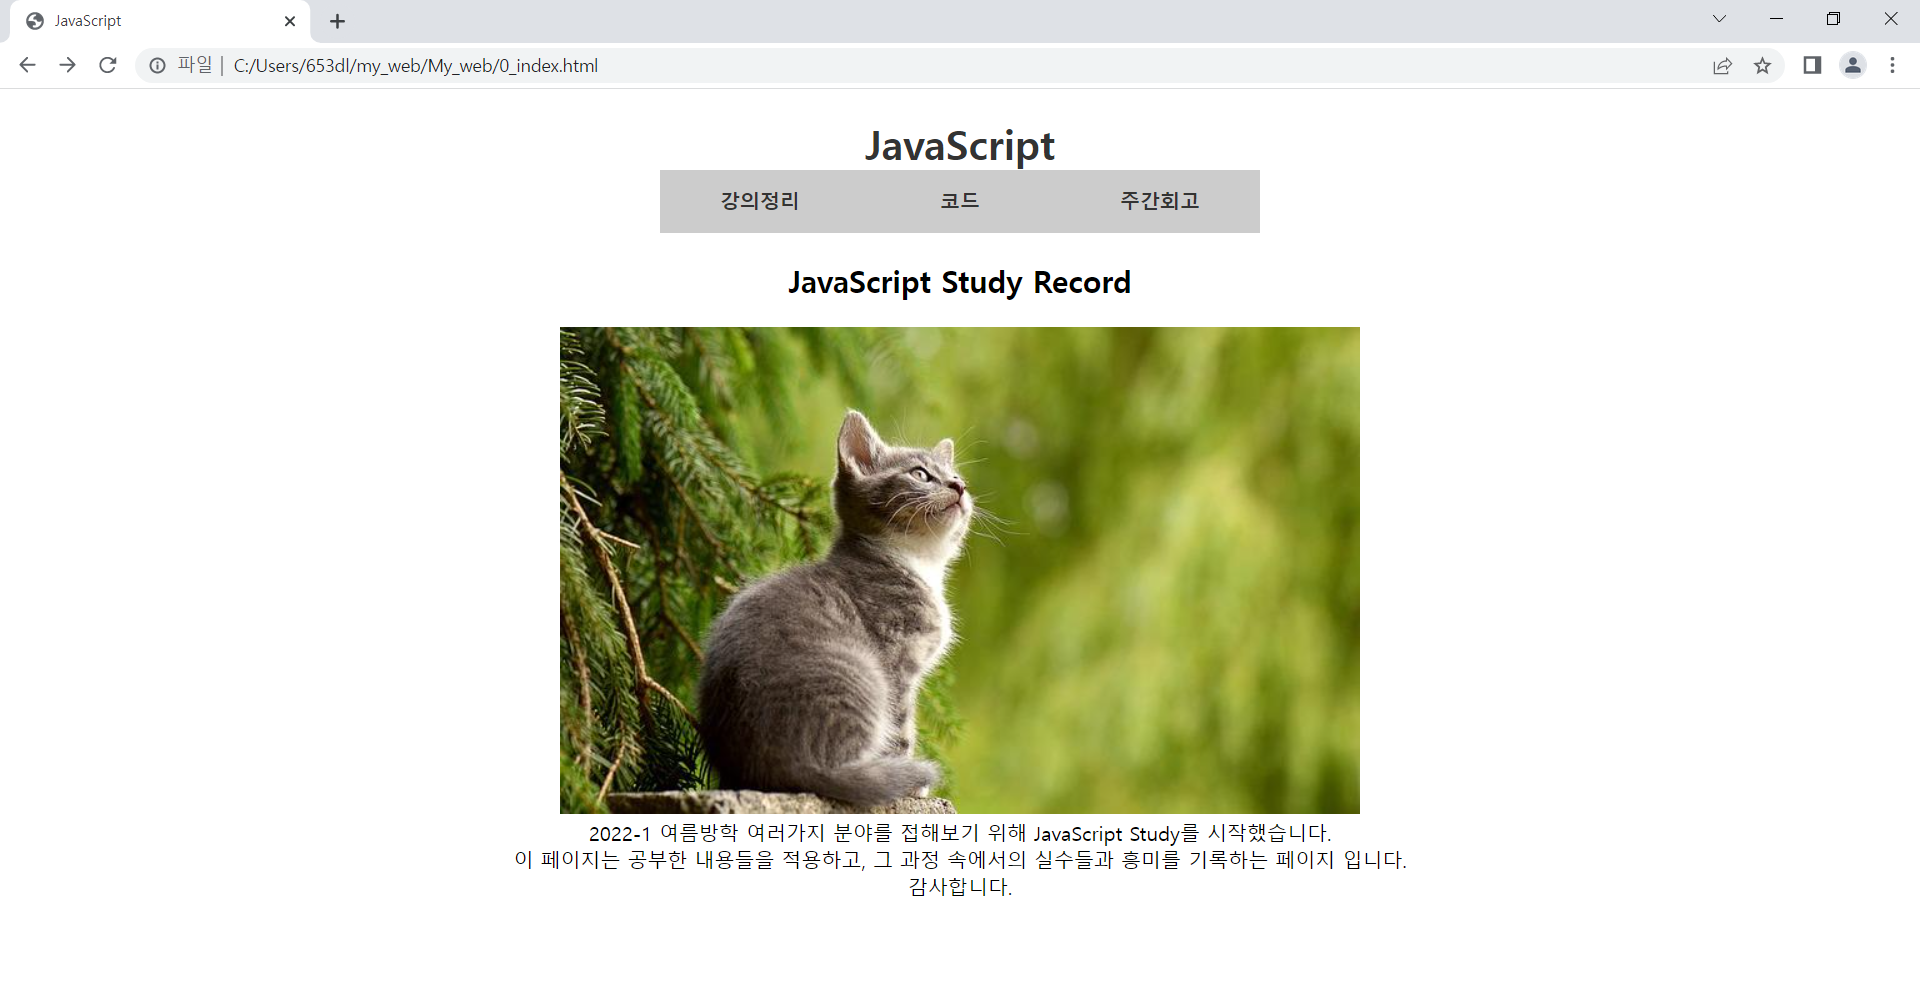 JavaScript
파일 | C:/Users/653dl/my_web/My_web/0_index.html
JavaScript
강의정리 코드 주간회고
JavaScript Study Record
2022-1 여름방학 여러가지 분야를 접해보기 위해 JavaScript Study를 시작했습니다.
이 페이지는 공부한 내용들을 적용하고, 그 과정 속에서의 실수들과 흥미를 기록하는 페이지 입니다.
감사합니다.